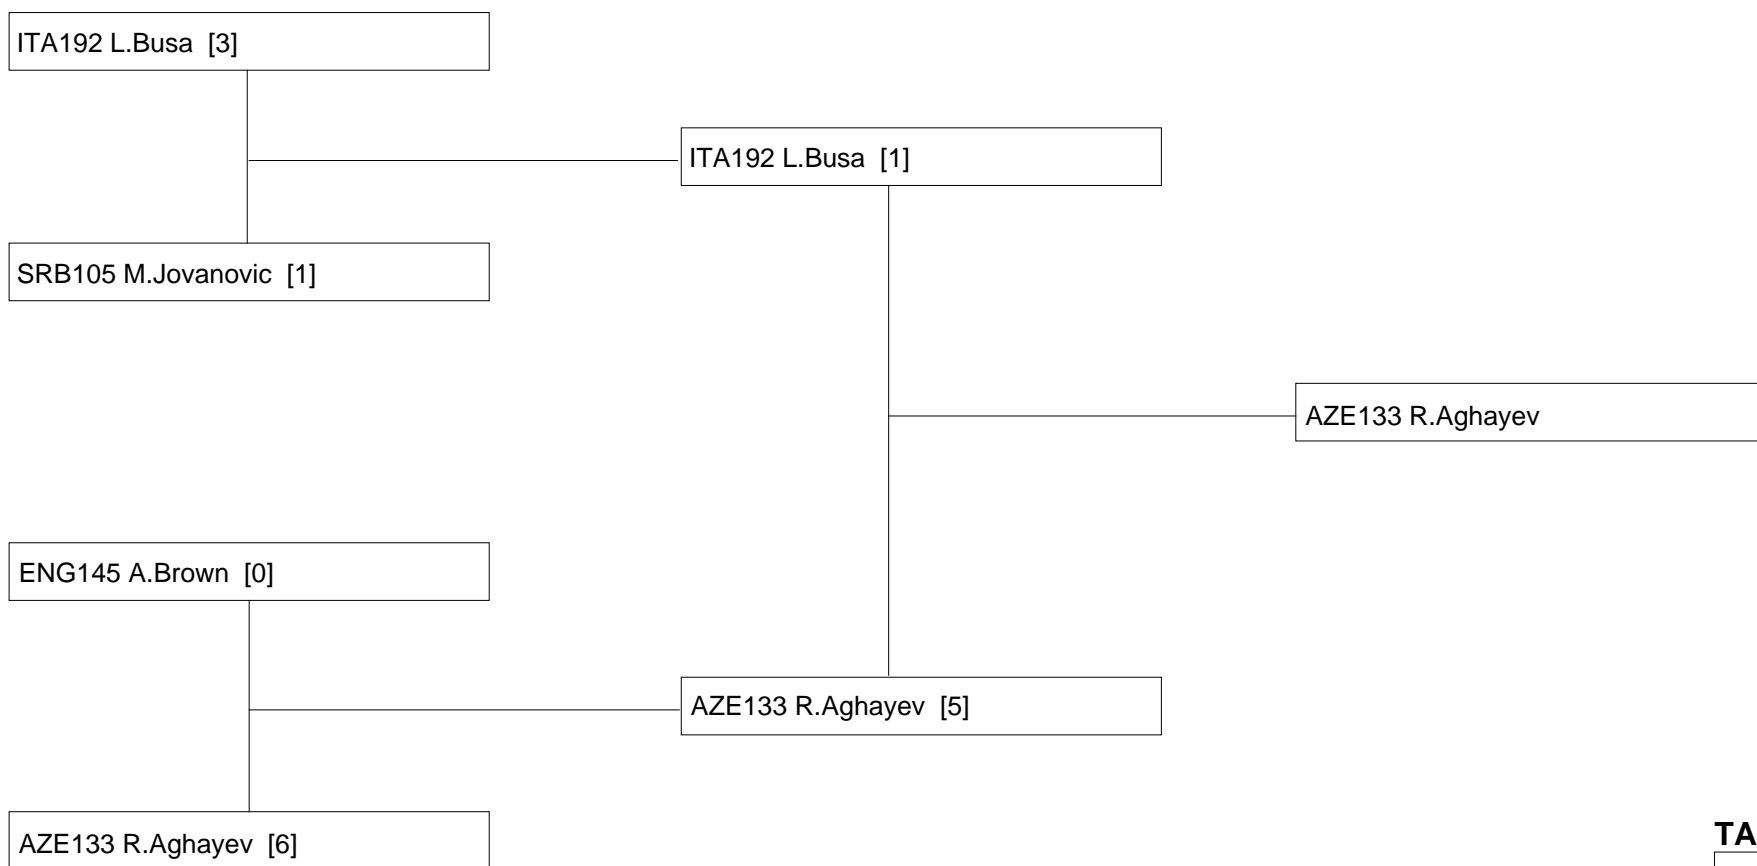 ITA192 L.Busa [3]
ITA192 L.Busa [1]
SRB105 M.Jovanovic [1]
AZE133 R.Aghayev
ENG145 A.Brown [0]
AZE133 R.Aghayev [5]
AZE133 R.Aghayev [6]
TA